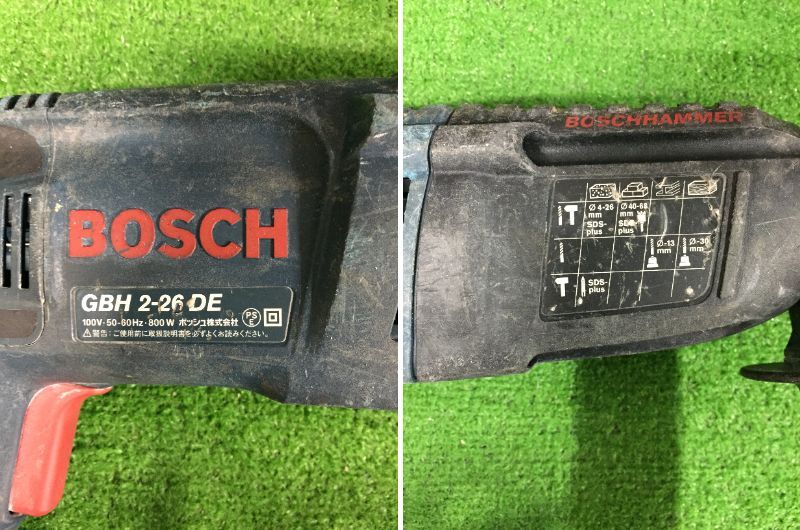 BOSCH
GBH 2-26 DE
100V・50-60Hz・800W ボッシュ株式会社
PS
E
警告:ご使用前に取扱説明書を必ずよくお読みください。
BOSCHHAMMER
Ø 4-26 Ø 40-68
mm mm
SDS- SDS-
plus plus
Ø -13 Ø -30
mm mm
SDS-
plus